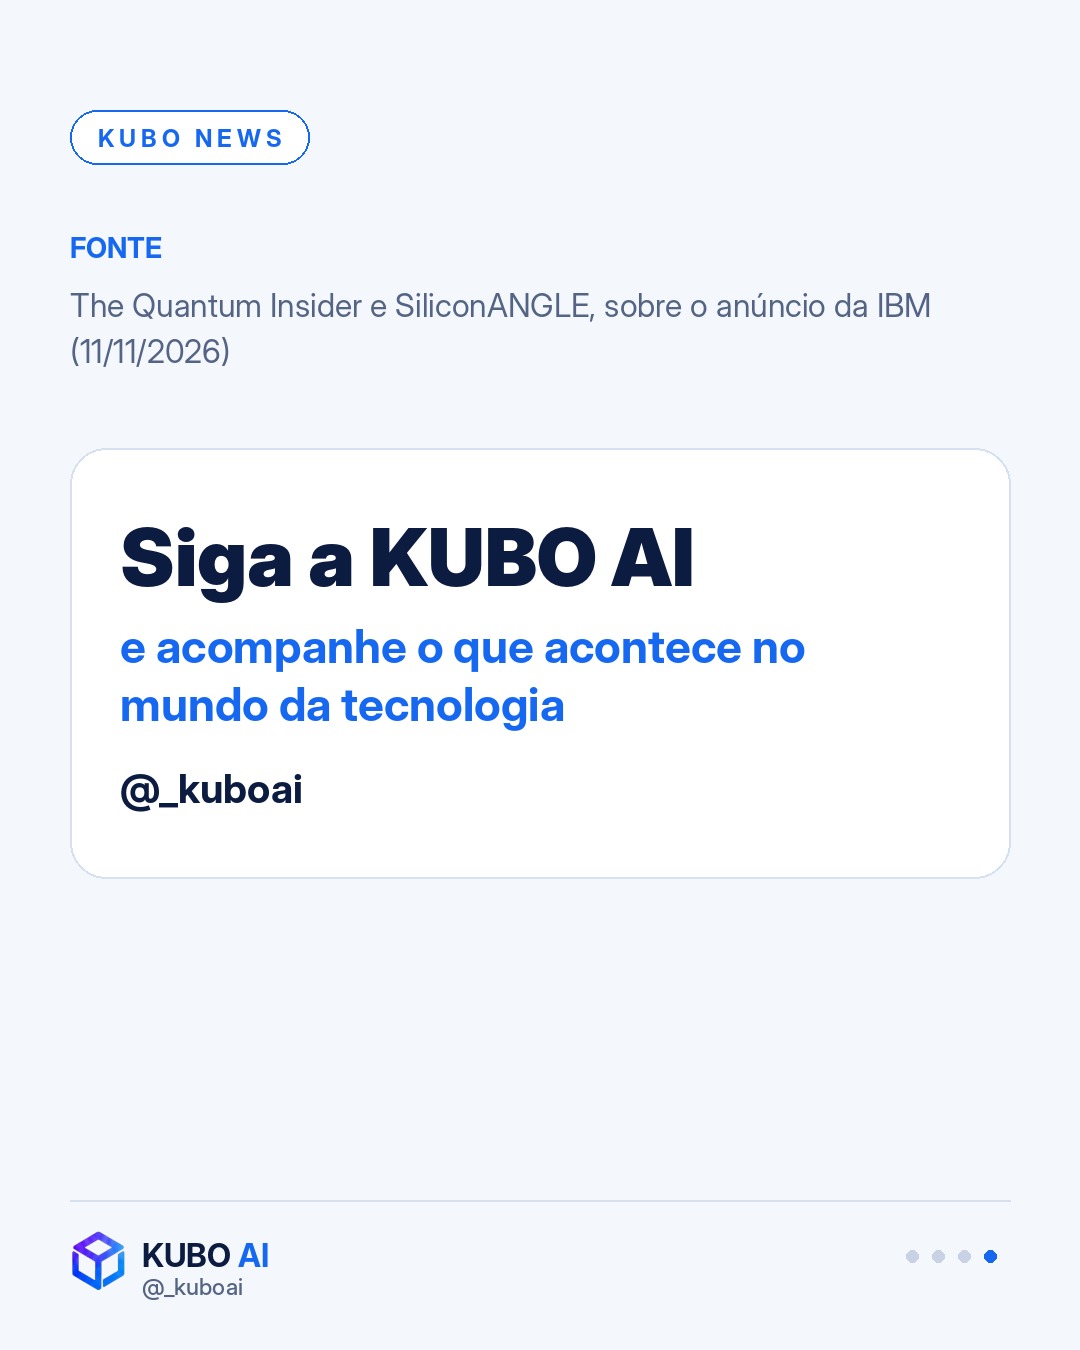 KUBO NEWS
FONTE
The Quantum Insider e SiliconANGLE, sobre o anúncio da IBM
(11/11/2026)
Siga a KUBO AI
e acompanhe o que acontece no
mundo da tecnologia
@_kuboai
KUBO AI
@_kuboai